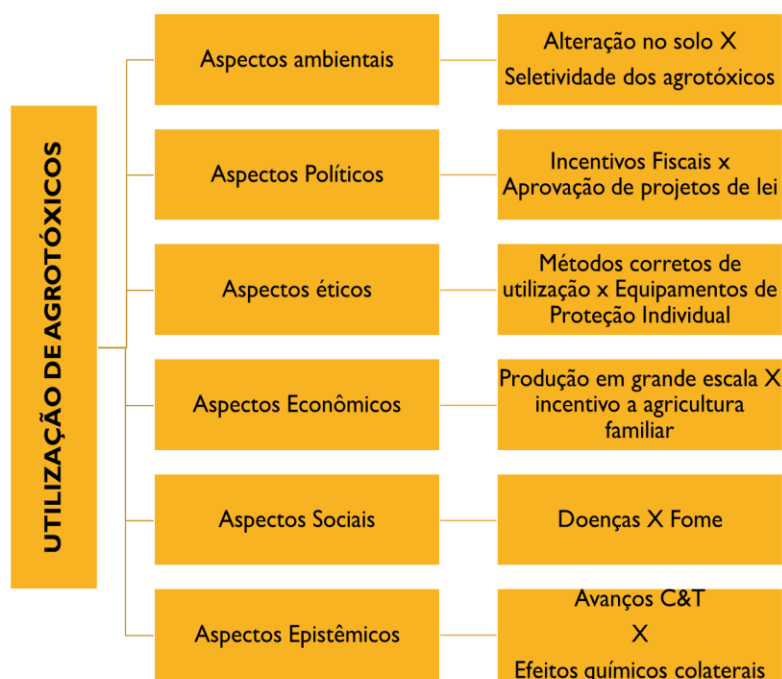 UTILIZAÇÃO DE AGROTÓXICOS
Aspectos ambientais
Alteração no solo X
Seletividade dos agrotóxicos
Aspectos Políticos
Incentivos Fiscais x
Aprovação de projetos de lei
Aspectos éticos
Métodos corretos de
utilização x Equipamentos de
Proteção Individual
Aspectos Econômicos
Produção em grande escala X
incentivo a agricultura
familiar
Aspectos Sociais
Doenças X Fome
Aspectos Epistêmicos
Avanços C&T
X
Efeitos químicos colaterais